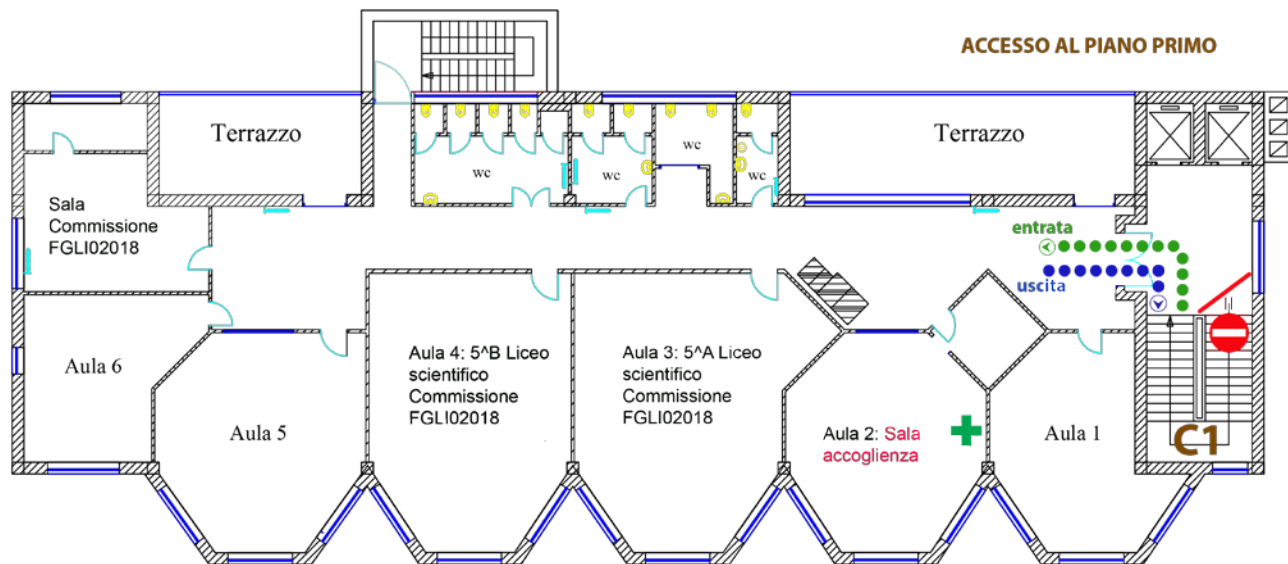 ACCESSO AL PIANO PRIMO
Terrazzo
Terrazzo
wc
wc
wc
wc
Sala
Commissione
FGLI02018
entrata
uscita
Aula 6
Aula 5
Aula 4: 5^B Liceo
scientifico
Commissione
FGLI02018
Aula 3: 5^A Liceo
scientifico
Commissione
FGLI02018
Aula 2: Sala
accoglienza
Aula 1
C1